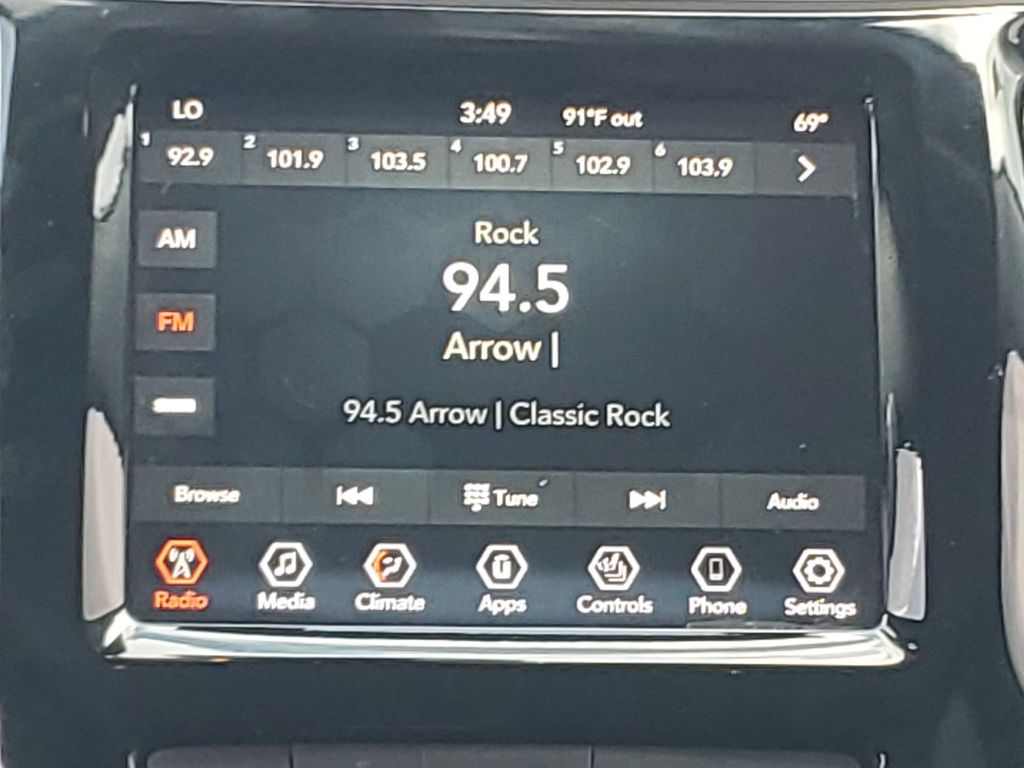 LO 3:49 91°F out 69°
1 92.9 2 101.9 3 103.5 4 100.7 5 102.9 6 103.9
AM
Rock
94.5
FM
Arrow |
94.5 Arrow | Classic Rock
Browse Tune Audio
Radio Media Climate Apps Controls Phone Settings